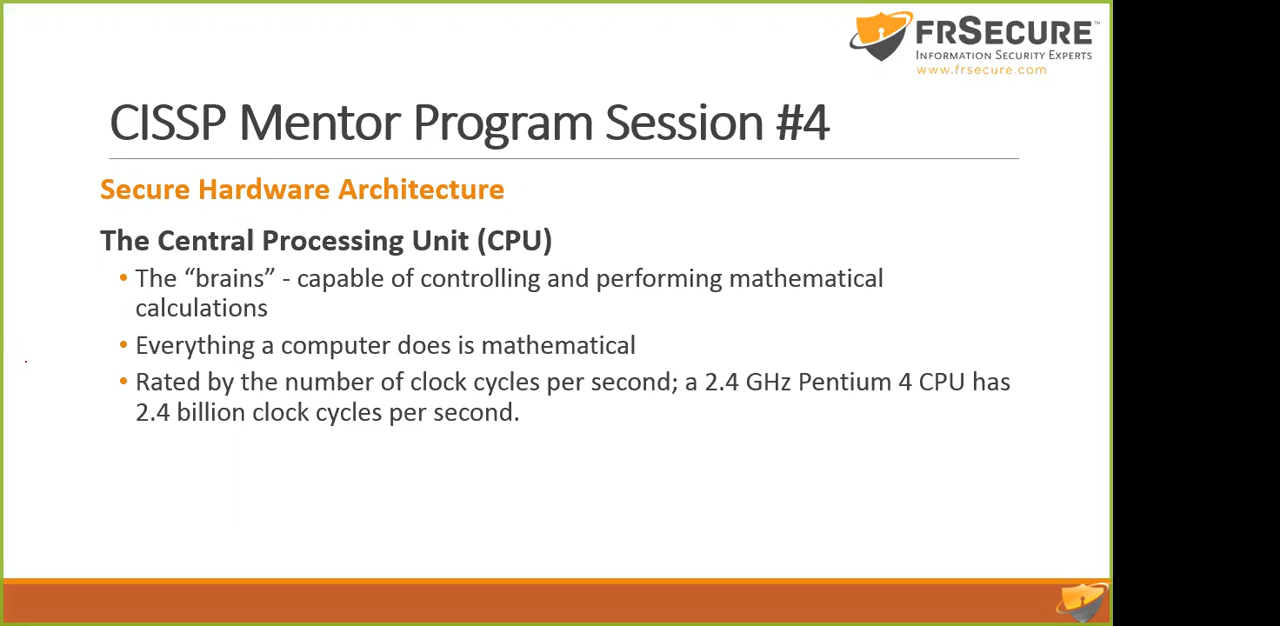 FRSECURE™
INFORMATION SECURITY EXPERTS
www.frsecure.com
CISSP Mentor Program Session #4
Secure Hardware Architecture
The Central Processing Unit (CPU)
• The “brains” - capable of controlling and performing mathematical
calculations
• Everything a computer does is mathematical
• Rated by the number of clock cycles per second; a 2.4 GHz Pentium 4 CPU has
2.4 billion clock cycles per second.